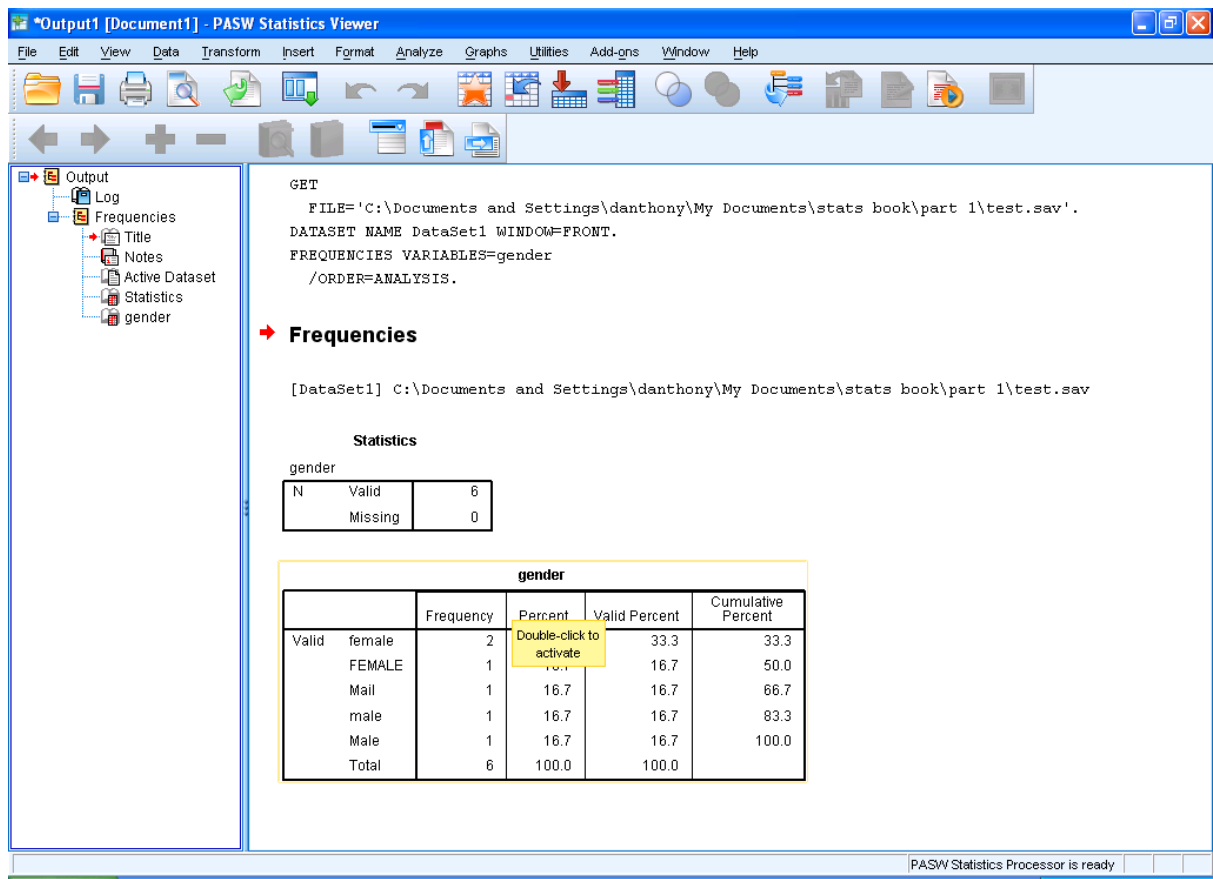 *Output1 [Document1] - PASW Statistics Viewer
File Edit View Data Transform Insert Format Analyze Graphs Utilities Add-ons Window Help
Output
Log
Frequencies
Title
Notes
Active Dataset
Statistics
gender
GET
FILE='C:\Documents and Settings\danthony\My Documents\stats book\part 1\test.sav'.
DATASET NAME DataSet1 WINDOW=FRONT.
FREQUENCIES VARIABLES=gender
/ORDER=ANALYSIS.
Frequencies
[DataSet1] C:\Documents and Settings\danthony\My Documents\stats book\part 1\test.sav
Statistics
gender
N Valid 6
Missing 0
gender
Frequency Percent Valid Percent Cumulative Percent
Valid female 2 33.3 33.3
Double-click to
activate
FEMALE 1 16.7 50.0
Mail 1 16.7 16.7 66.7
male 1 16.7 16.7 83.3
Male 1 16.7 16.7 100.0
Total 6 100.0 100.0
PASW Statistics Processor is ready